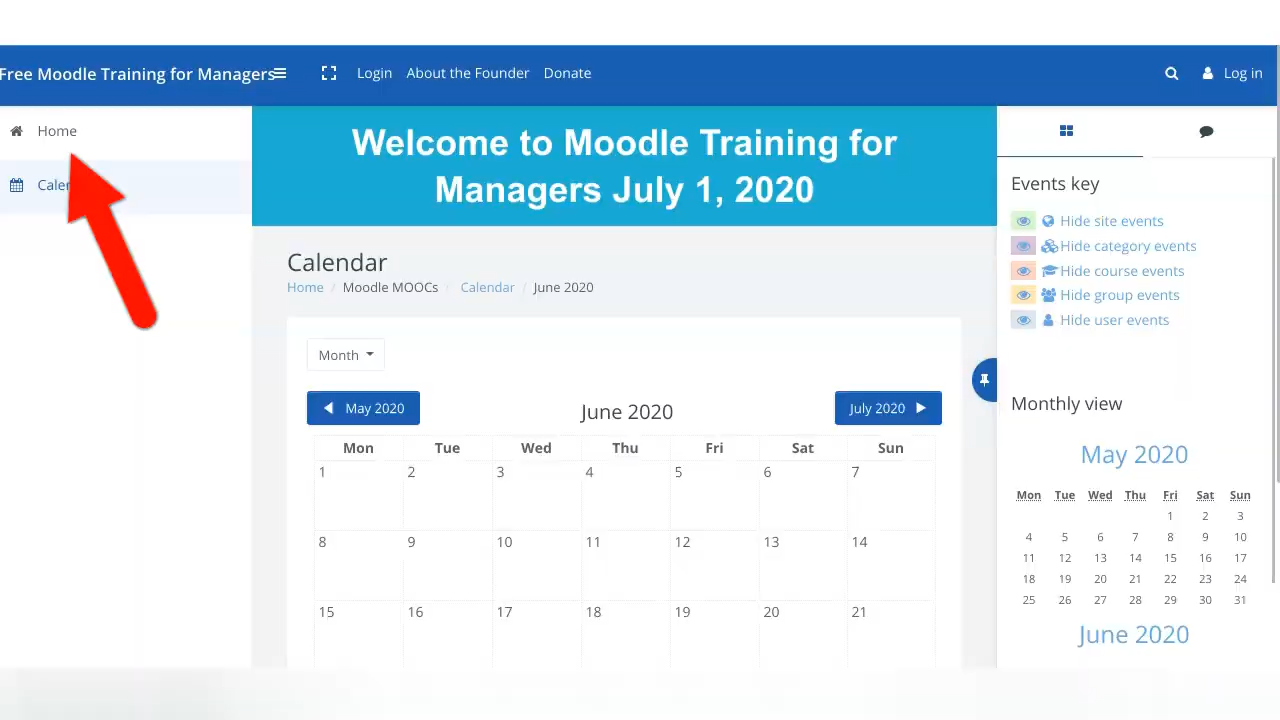 Free Moodle Training for Managers
Login About the Founder Donate
Log in
Home
Welcome to Moodle Training for
Managers July 1, 2020
Calendar
Home / Moodle MOOCs / Calendar / June 2020
Month
May 2020
June 2020
July 2020
Mon Tue Wed Thu Fri Sat Sun
1 2 3 4 5 6 7
8 9 10 11 12 13 14
15 16 17 18 19 20 21
Events key
Hide site events
Hide category events
Hide course events
Hide group events
Hide user events
Monthly view
May 2020
Mon Tue Wed Thu Fri Sat Sun
1 2 3
4 5 6 7 8 9 10
11 12 13 14 15 16 17
18 19 20 21 22 23 24
25 26 27 28 29 30 31
June 2020